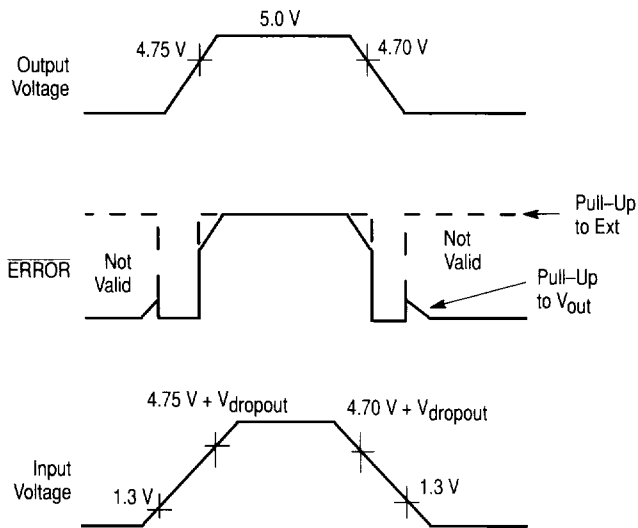 5.0 V
4.75 V
4.70 V
Output
Voltage
Pull–Up
to Ext
ERROR
Not
Valid
Not
Valid
Pull–Up
to Vout
4.75 V + Vdropout
4.70 V + Vdropout
Input
Voltage
1.3 V
1.3 V